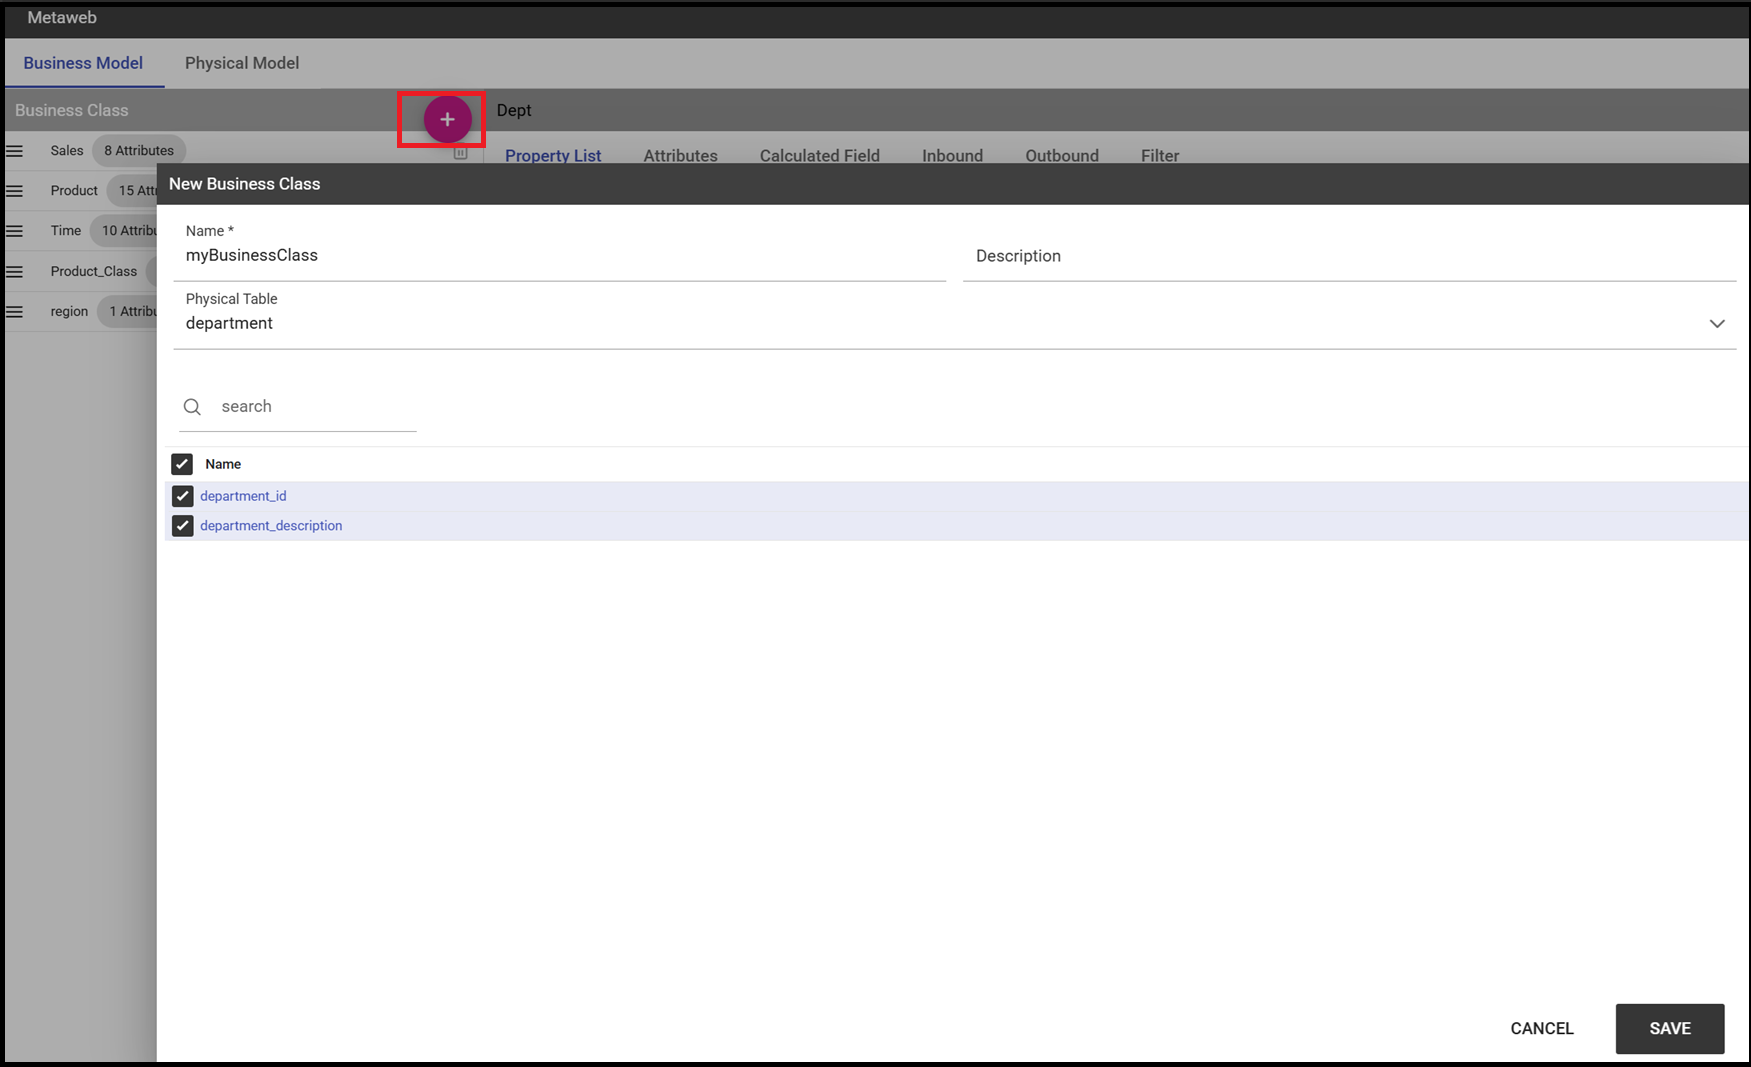 Metaweb
Business Model Physical Model
Business Class + Dept
Sales 8 Attributes
Property List Attributes Calculated Field Inbound Outbound Filter
New Business Class
Product 15 Att
Time 10 Attribu
Product_Class
region 1 Attribu
Name *
myBusinessClass
Description
Physical Table
department
search
Name
department_id
department_description
CANCEL SAVE